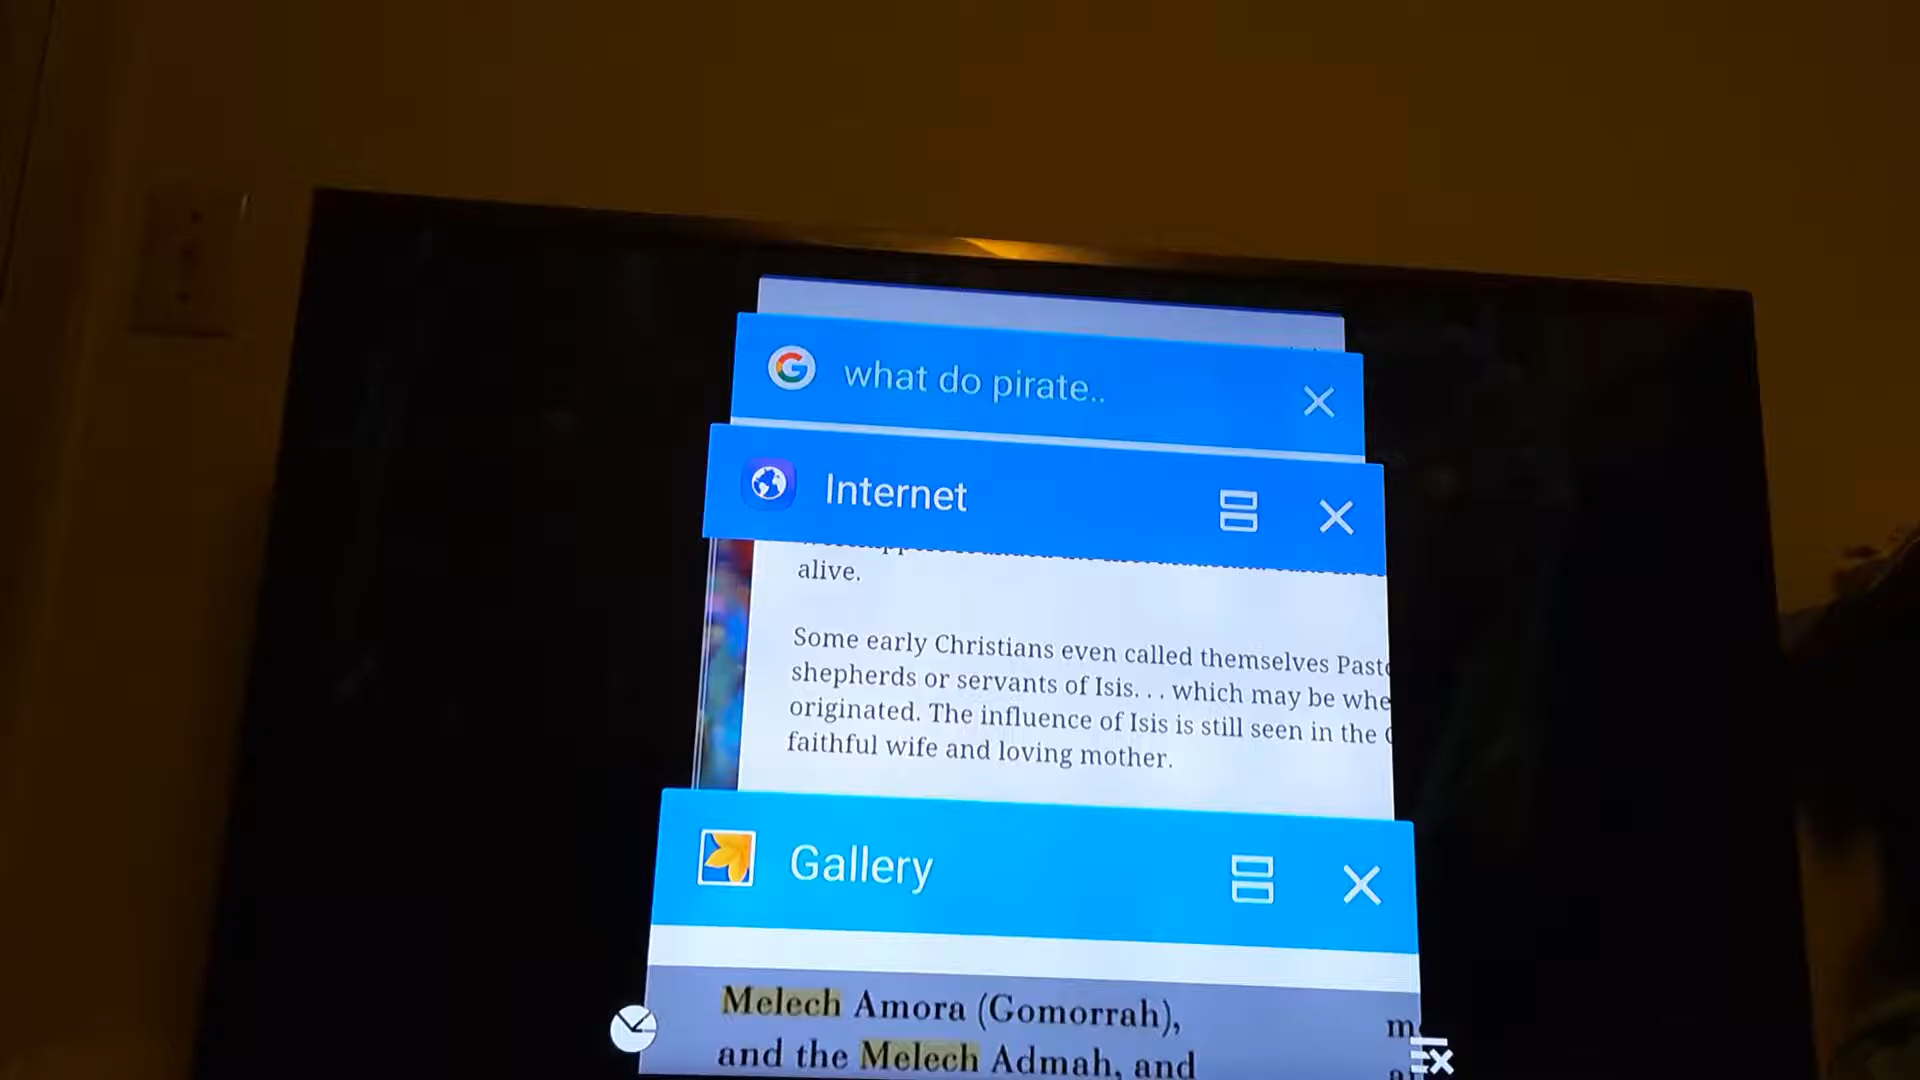 what do pirate..
Internet
alive.
Some early Christians even called themselves
shepherds or servants of Isis. . . which may be
originated. The influence of Isis is still seen in the
faithful wife and loving mother.
Gallery
Melech Amora (Gomorrah),
and the Melech Admah, and